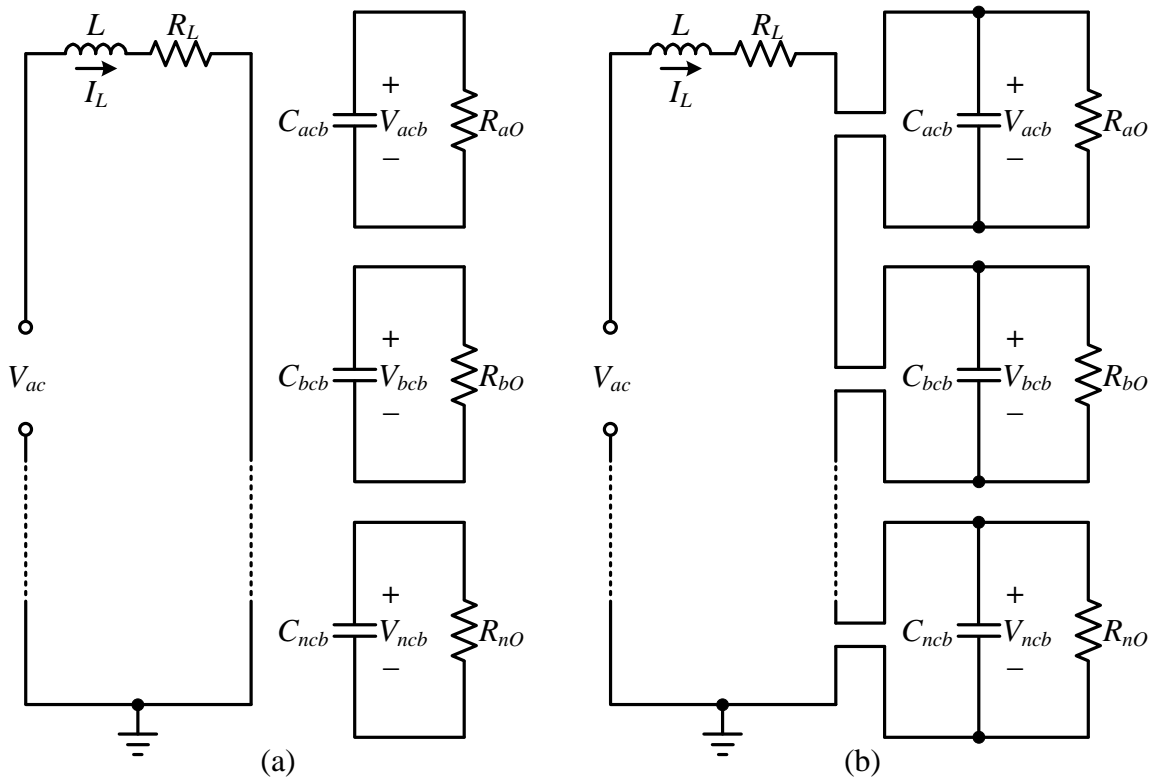 L
R_L
I_L
V_ac
C_acb
+
V_acb
−
R_aO
C_bcb
+
V_bcb
−
R_bO
C_ncb
+
V_ncb
−
R_nO
(a)
L
R_L
I_L
V_ac
C_acb
+
V_acb
−
R_aO
C_bcb
+
V_bcb
−
R_bO
C_ncb
+
V_ncb
−
R_nO
(b)